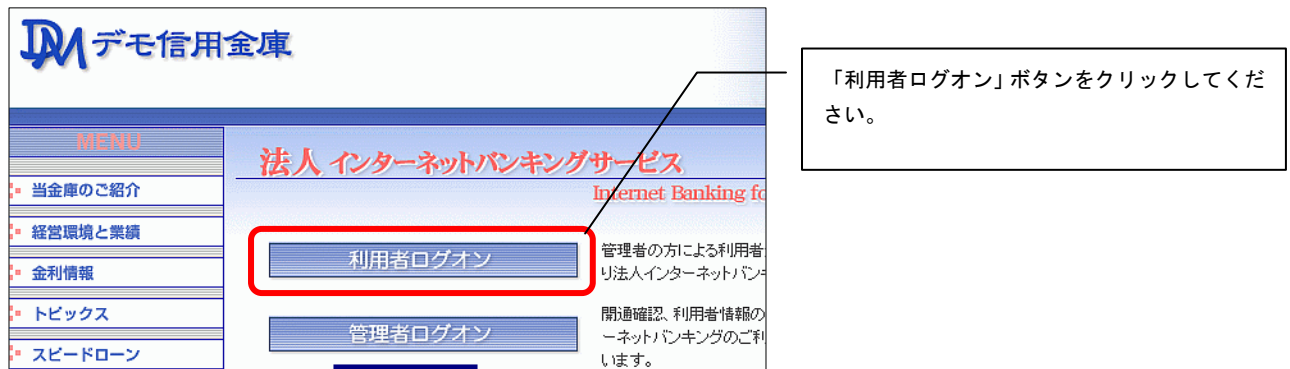 DM デモ信用金庫
「利用者ログオン」ボタンをクリックしてくだ
さい。
MENU
当金庫のご紹介
経営環境と業績
金利情報
トピックス
スピードローン
法人 インターネットバンキングサービス
Internet Banking fo
利用者ログオン
管理者の方による利用者
り法人インターネットバン
管理者ログオン
開通確認、利用者情報の
ーネットバンキングのご利
います。